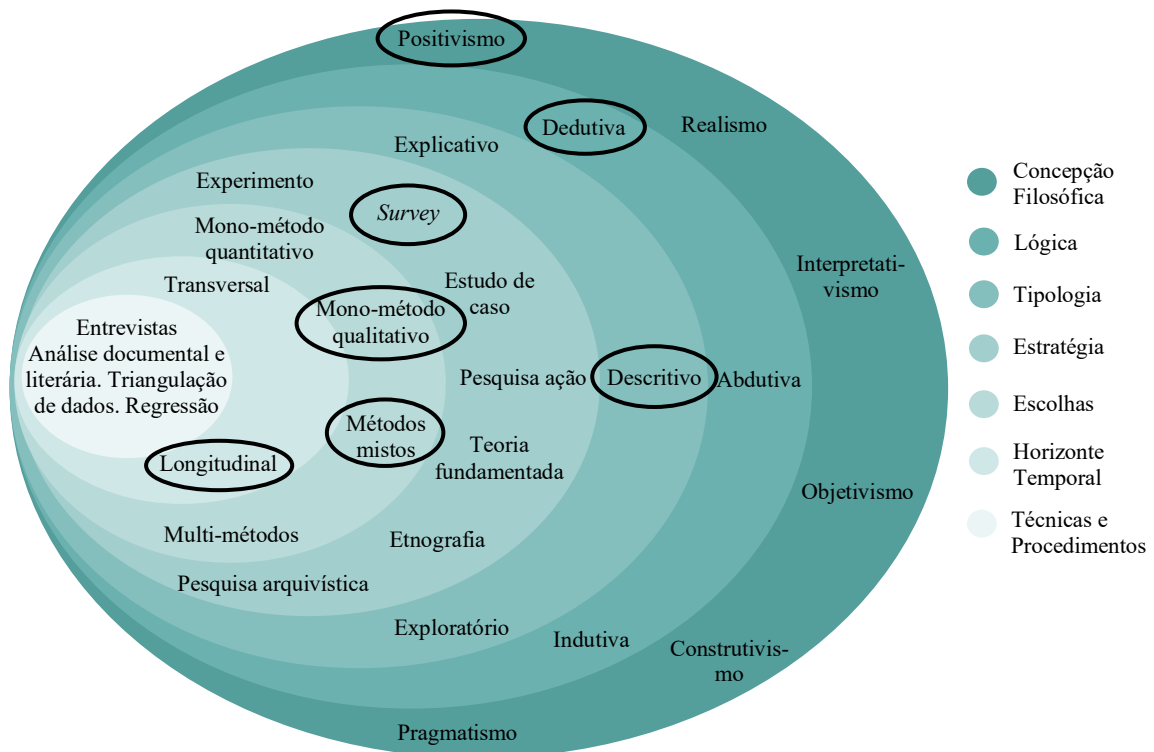 Positivismo
Dedutiva
Realismo
Explicativo
Experimento
Survey
Mono-método
quantitativo
Interpretati-
vismo
Transversal
Estudo de
caso
Mono-método
qualitativo
Entrevistas
Análise documental e
literária. Triangulação
de dados. Regressão
Pesquisa ação
Descritivo
Abdutiva
Métodos
mistos
Teoria
fundamentada
Longitudinal
Objetivismo
Multi-métodos
Etnografia
Pesquisa arquivística
Exploratório
Indutiva
Construtivis-
mo
Pragmatismo
Concepção
Filosófica
Lógica
Tipologia
Estratégia
Escolhas
Horizonte
Temporal
Técnicas e
Procedimentos